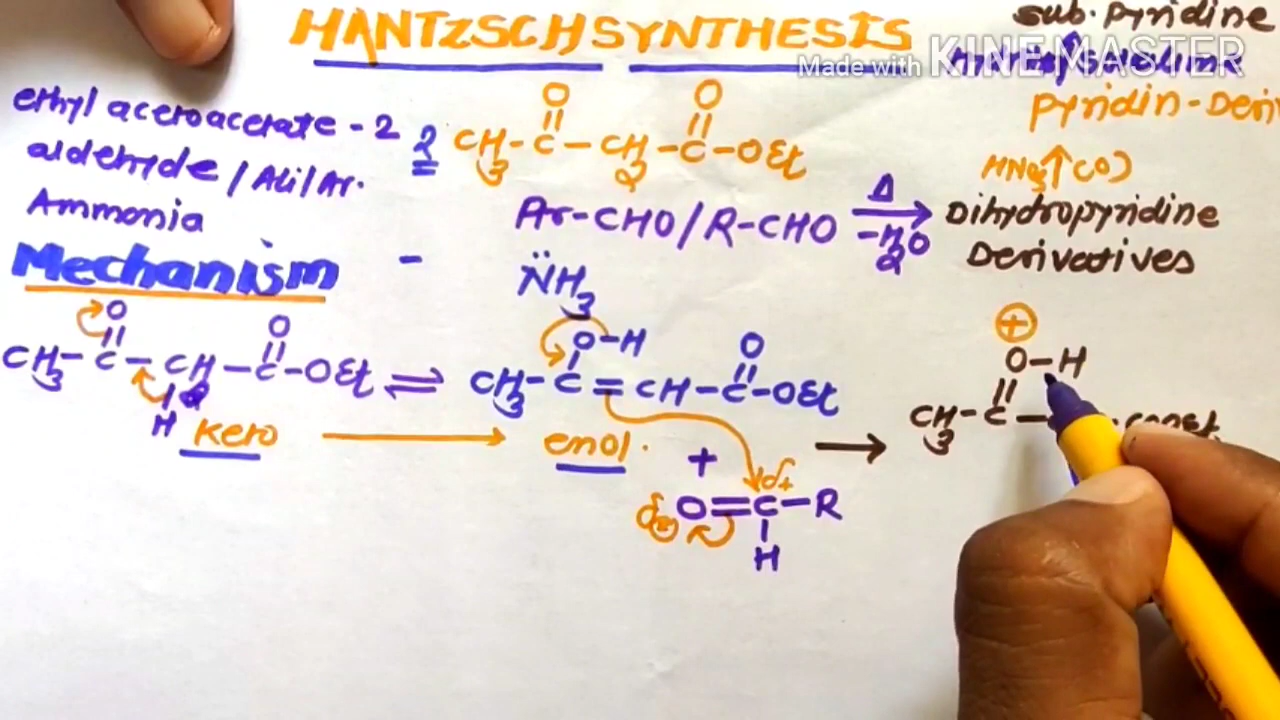 HANTZSCH SYNTHESIS
sub. Pyridine
Made with KINEMASTER
Pyridin - Deri
ethyl acetoacetate - 2
aldehyde / Ali/Ar.
Ammonia
O O
2 CH3 - C - CH2 - C - OEt
HNO3 ↑ (O)
Ar-CHO / R-CHO Δ -H2O → Dihydropyridine
Derivatives
N̈H3
Mechanism -
O O
CH3 - C - CH - C - OEt ⇌
H
Keto → enol.
O-H O
CH3 - C = CH - C - OEt
+
δ- O = C - R δ+
H
→
⊕
O-H
CH3 - C -